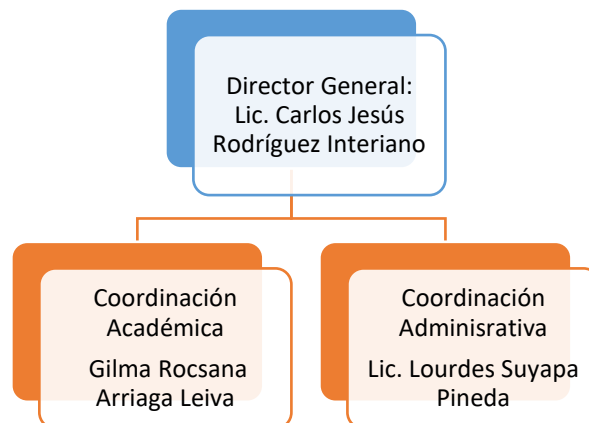 Director General:
Lic. Carlos Jesús
Rodríguez Interiano
Coordinación
Académica
Gilma Rocsana
Arriaga Leiva
Coordinación
Adminisrativa
Lic. Lourdes Suyapa
Pineda